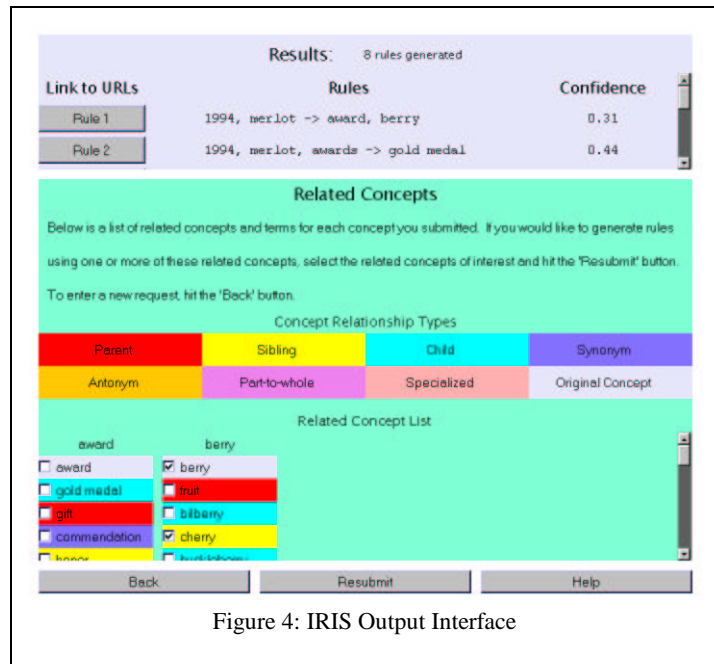 Results: 8 rules generated
Link to URLs Rules Confidence
Rule 1 1994, merlot -> award, berry 0.31
Rule 2 1994, merlot, awards -> gold medal 0.44
Related Concepts
Below is a list of related concepts and terms for each concept you submitted. If you would like to generate rules
using one or more of these related concepts, select the related concepts of interest and hit the 'Resubmit' button.
To enter a new request, hit the 'Back' button.
Concept Relationship Types
Parent Sibling Child Synonym
Antonym Part-to-whole Specialized Original Concept
Related Concept List
award berry
award berry
gold medal fruit
gift bilberry
commendation cherry
honor huckleberry
Back Resubmit Help
Figure 4: IRIS Output Interface